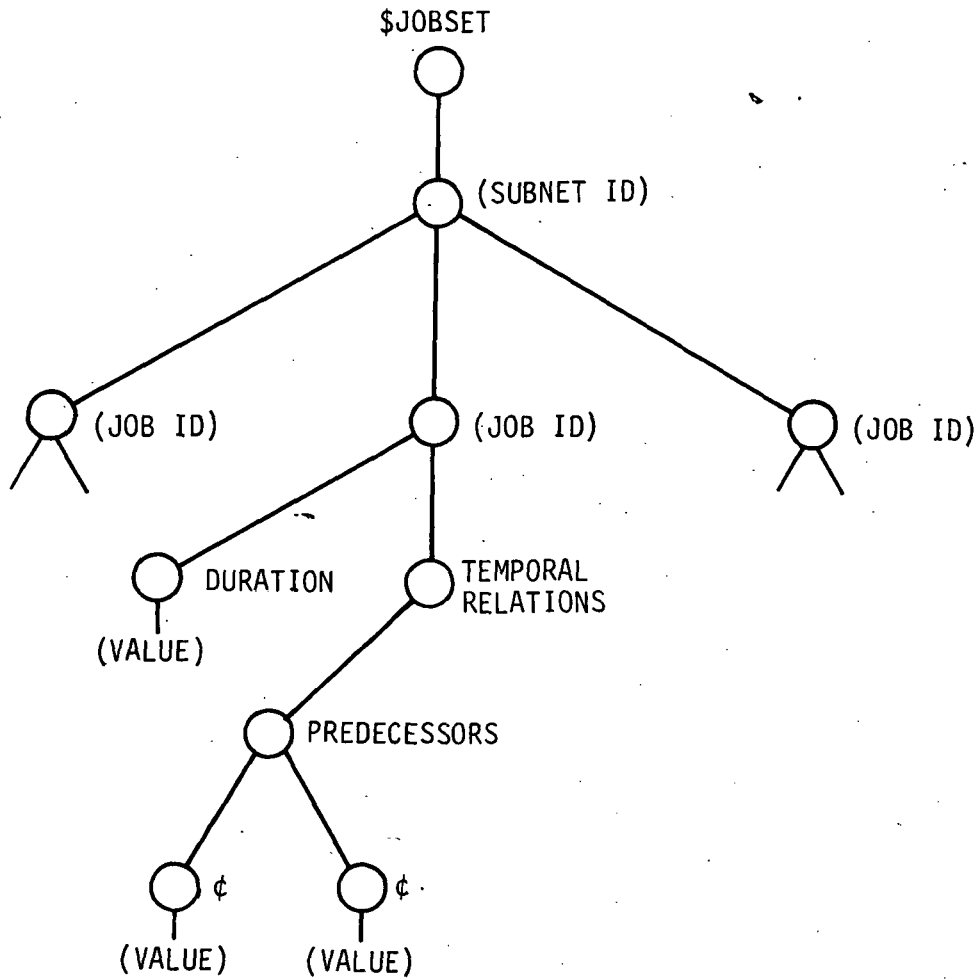 $JOBSET
(SUBNET ID)
(JOB ID)
(JOB ID)
(JOB ID)
DURATION
TEMPORAL
RELATIONS
(VALUE)
PREDECESSORS
¢
¢
(VALUE)
(VALUE)